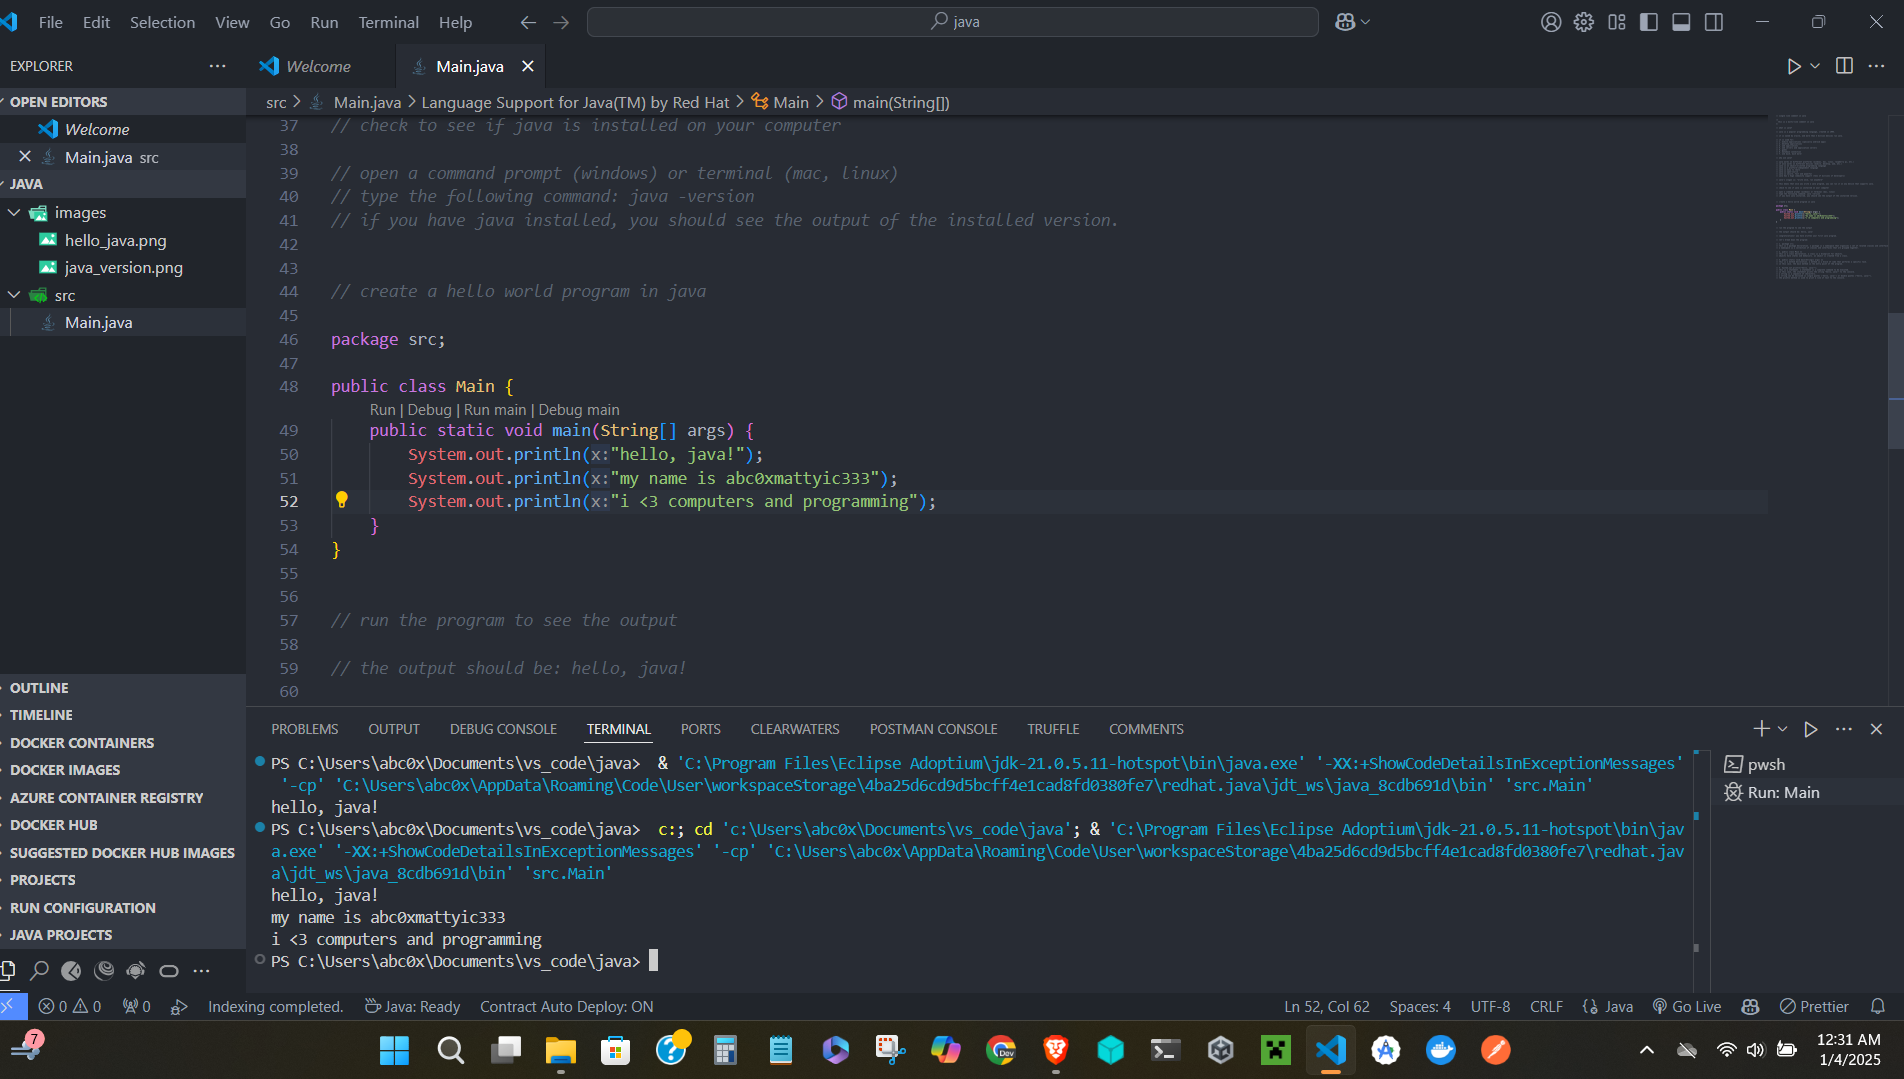 File Edit Selection View Go Run Terminal Help
java
EXPLORER
Welcome
Main.java
OPEN EDITORS
Welcome
Main.java src
JAVA
images
hello_java.png
java_version.png
src
Main.java
OUTLINE
TIMELINE
DOCKER CONTAINERS
DOCKER IMAGES
AZURE CONTAINER REGISTRY
DOCKER HUB
SUGGESTED DOCKER HUB IMAGES
PROJECTS
RUN CONFIGURATION
JAVA PROJECTS
src > Main.java > Language Support for Java(TM) by Red Hat > Main > main(String[])
37 // check to see if java is installed on your computer
38
39 // open a command prompt (windows) or terminal (mac, linux)
40 // type the following command: java -version
41 // if you have java installed, you should see the output of the installed version.
42
43
44 // create a hello world program in java
45
46 package src;
47
48 public class Main {
Run | Debug | Run main | Debug main
49 public static void main(String[] args) {
50 System.out.println(x:"hello, java!");
51 System.out.println(x:"my name is abc0xmattyic333");
52 System.out.println(x:"i <3 computers and programming");
53 }
54 }
55
56
57 // run the program to see the output
58
59 // the output should be: hello, java!
60
PROBLEMS OUTPUT DEBUG CONSOLE TERMINAL PORTS CLEARWATERS POSTMAN CONSOLE TRUFFLE COMMENTS
PS C:\Users\abc0x\Documents\vs_code\java> & 'C:\Program Files\Eclipse Adoptium\jdk-21.0.5.11-hotspot\bin\java.exe' '-XX:+ShowCodeDetailsInExceptionMessages'
'-cp' 'C:\Users\abc0x\AppData\Roaming\Code\User\workspaceStorage\4ba25d6cd9d5bcff4e1cad8fd0380fe7\redhat.java\jdt_ws\java_8cdb691d\bin' 'src.Main'
hello, java!
PS C:\Users\abc0x\Documents\vs_code\java> c:; cd 'c:\Users\abc0x\Documents\vs_code\java'; & 'C:\Program Files\Eclipse Adoptium\jdk-21.0.5.11-hotspot\bin\jav
a.exe' '-XX:+ShowCodeDetailsInExceptionMessages' '-cp' 'C:\Users\abc0x\AppData\Roaming\Code\User\workspaceStorage\4ba25d6cd9d5bcff4e1cad8fd0380fe7\redhat.jav
a\jdt_ws\java_8cdb691d\bin' 'src.Main'
hello, java!
my name is abc0xmattyic333
i <3 computers and programming
PS C:\Users\abc0x\Documents\vs_code\java>
pwsh
Run: Main
0 0 0 Indexing completed. Java: Ready Contract Auto Deploy: ON
Ln 52, Col 62 Spaces: 4 UTF-8 CRLF Java Go Live Prettier
7
Dev
12:31 AM
1/4/2025